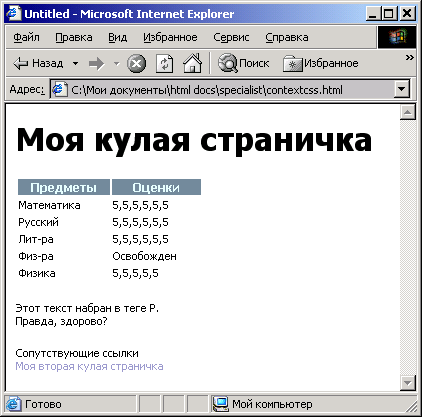 Untitled - Microsoft Internet Explorer
Файл Правка Вид Избранное Сервис Справка
Назад Поиск Избранное
Адрес: C:\Мои документы\html docs\specialist\contextcss.html
Моя кулая страничка
Предметы Оценки
Математика 5,5,5,5,5,5
Русский 5,5,5,5,5,5
Лит-ра 5,5,5,5,5,5
Физ-ра Освобожден
Физика 5,5,5,5,5
Этот текст набран в теге P.
Правда, здорово?
Сопутствующие ссылки
Моя вторая кулая страничка
Готово Мой компьютер